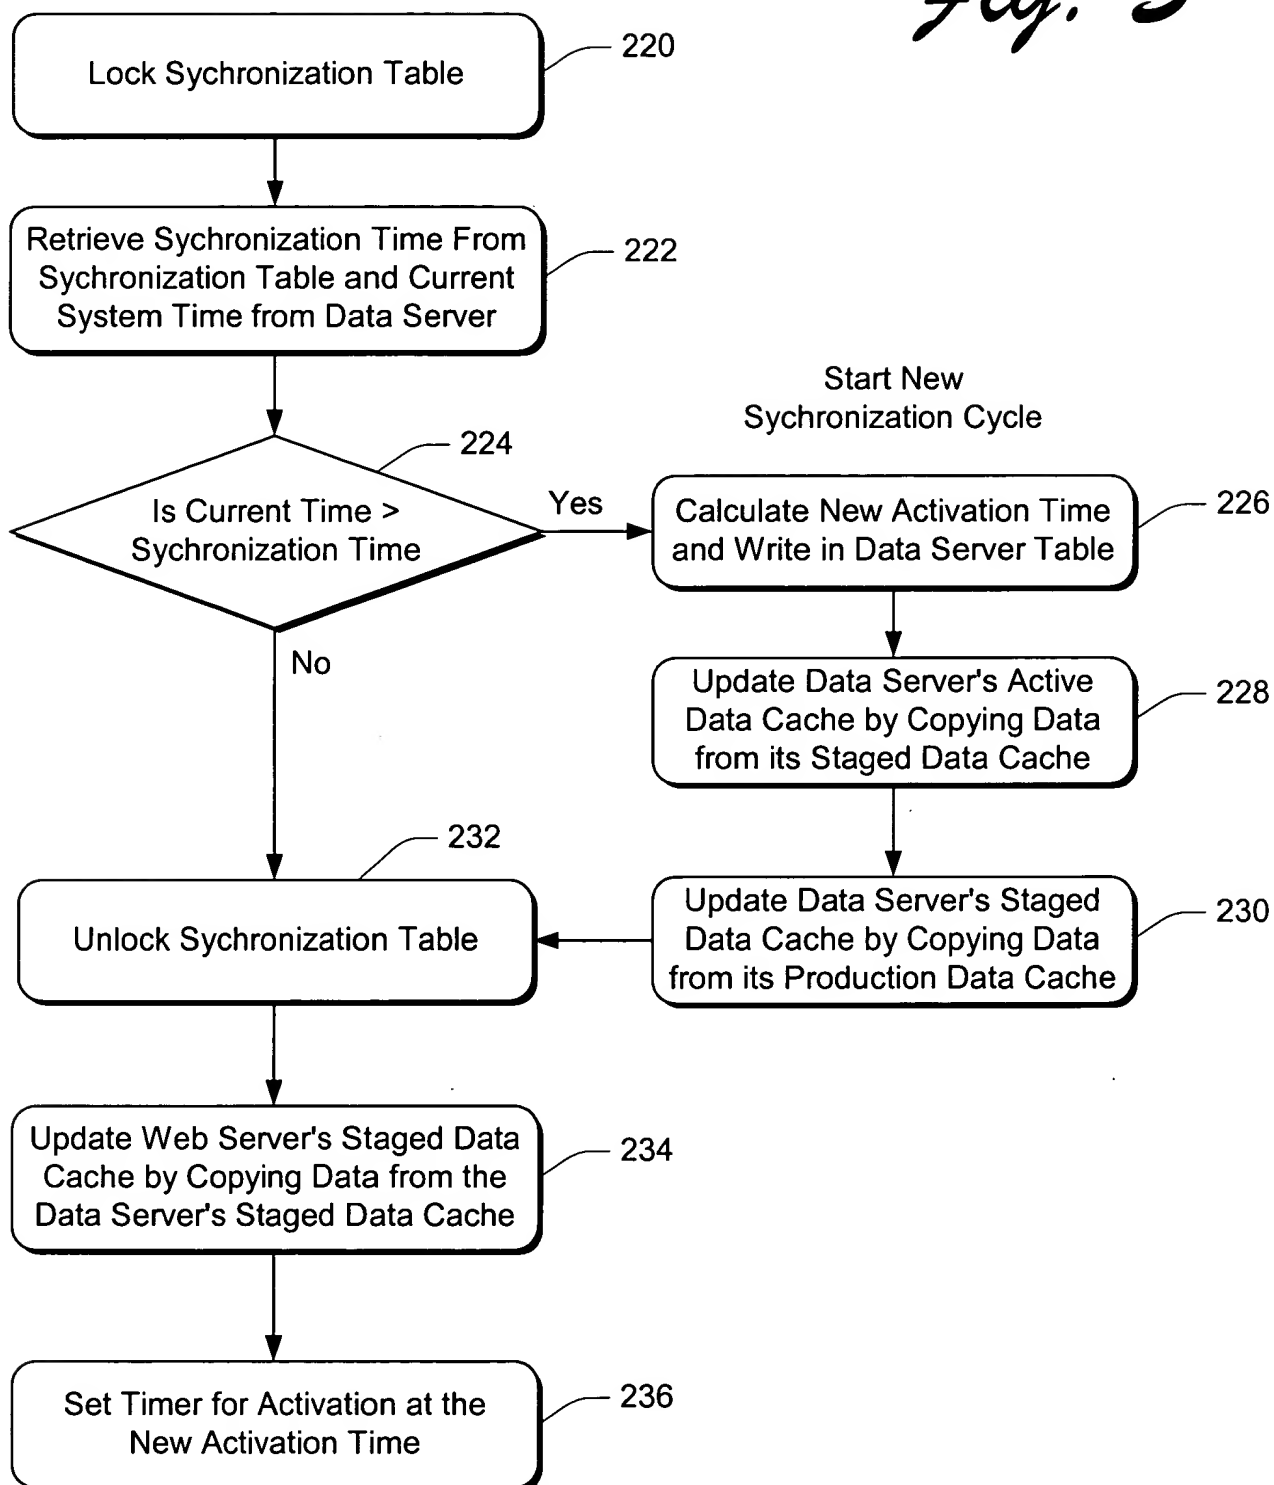 Fig. 5
Lock Sychronization Table
220
Retrieve Sychronization Time From
Sychronization Table and Current
System Time from Data Server
222
Start New
Sychronization Cycle
224
Is Current Time >
Sychronization Time
Yes
No
Calculate New Activation Time
and Write in Data Server Table
226
Update Data Server's Active
Data Cache by Copying Data
from its Staged Data Cache
228
232
Unlock Sychronization Table
Update Data Server's Staged
Data Cache by Copying Data
from its Production Data Cache
230
Update Web Server's Staged Data
Cache by Copying Data from the
Data Server's Staged Data Cache
234
Set Timer for Activation at the
New Activation Time
236